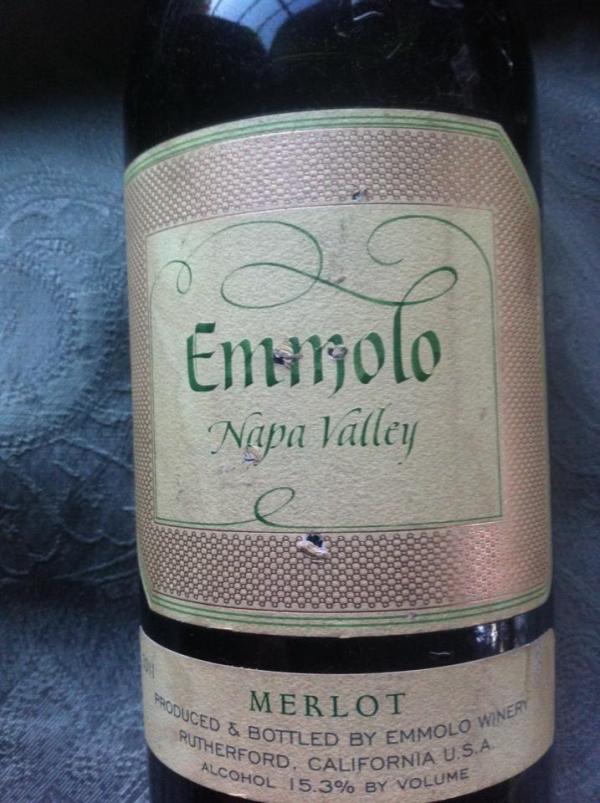 Emmolo
Napa Valley
MERLOT
PRODUCED & BOTTLED BY EMMOLO WINERY
RUTHERFORD, CALIFORNIA U.S.A.
ALCOHOL 15.3% BY VOLUME